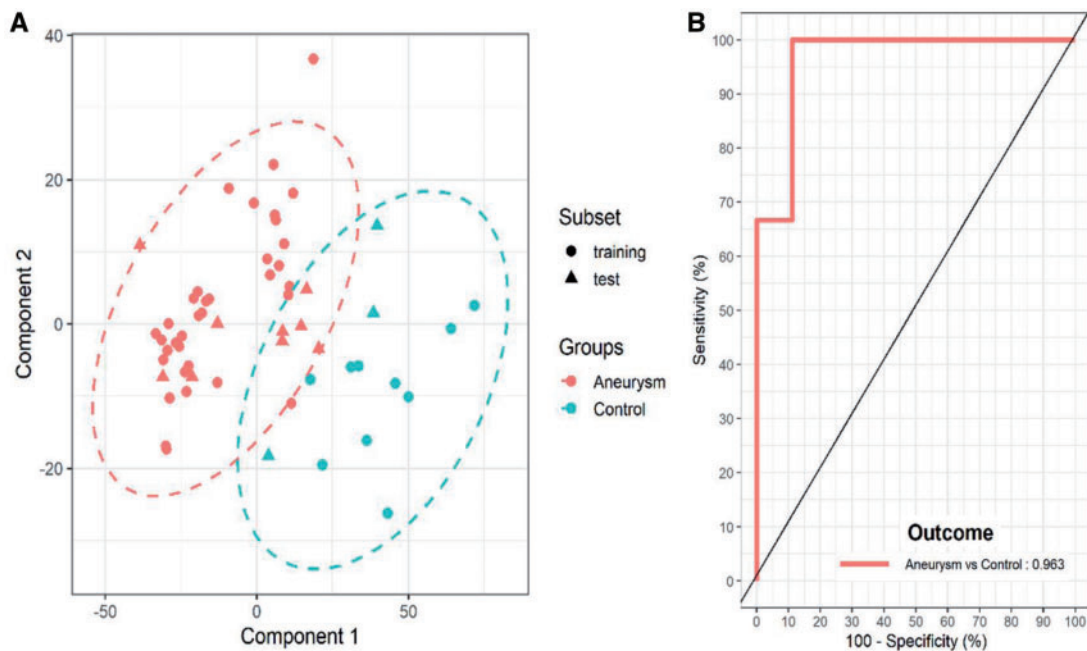 A
40
20
0
-20
-50
0
50
Component 2
Component 1
Subset
training
test
Groups
Aneurysm
Control
B
100
90
80
70
60
50
40
30
20
10
0
Sensitivity (%)
Outcome
Aneurysm vs Control : 0.963
0 10 20 30 40 50 60 70 80 90 100
100 - Specificity (%)